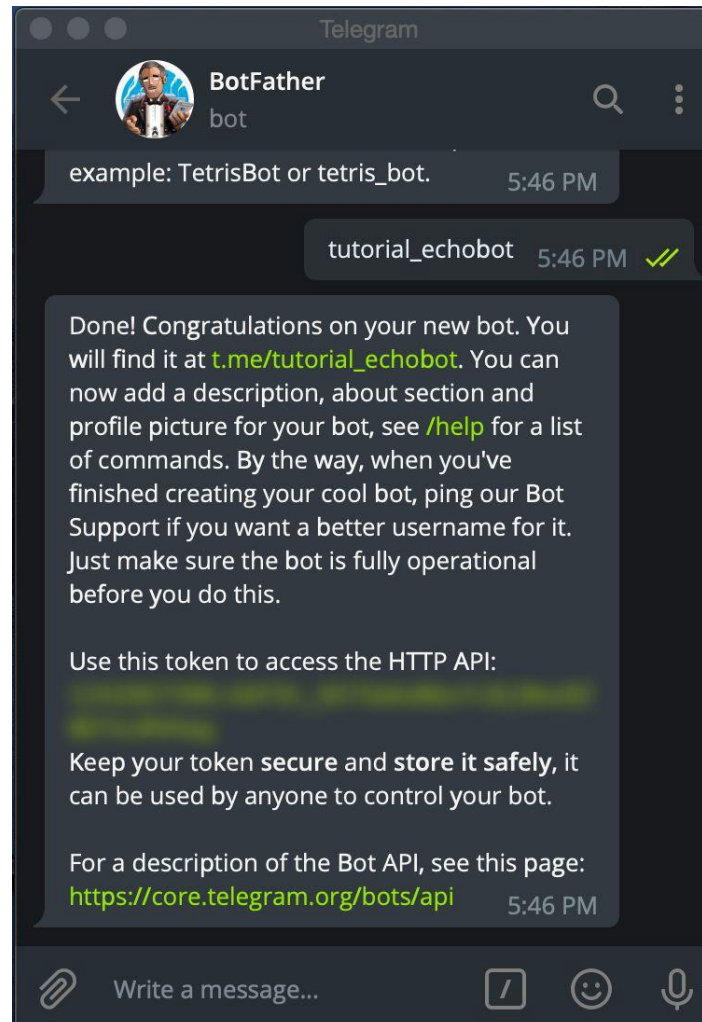 Telegram
BotFather
bot
example: TetrisBot or tetris_bot.
5:46 PM
tutorial_echobot 5:46 PM
Done! Congratulations on your new bot. You
will find it at t.me/tutorial_echobot. You can
now add a description, about section and
profile picture for your bot, see /help for a list
of commands. By the way, when you've
finished creating your cool bot, ping our Bot
Support if you want a better username for it.
Just make sure the bot is fully operational
before you do this.
Use this token to access the HTTP API:
Keep your token secure and store it safely, it
can be used by anyone to control your bot.
For a description of the Bot API, see this page:
https://core.telegram.org/bots/api
5:46 PM
Write a message...
/